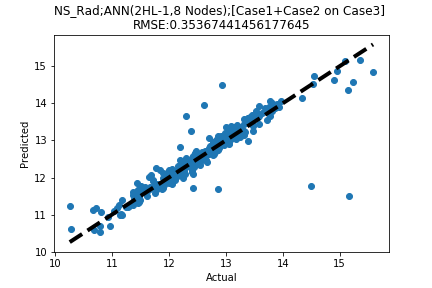 NS_Rad;ANN(2HL-1,8 Nodes);[Case1+Case2 on Case3]
RMSE:0.35367441456177645
15
14
13
12
11
10
Predicted
10 11 12 13 14 15
Actual